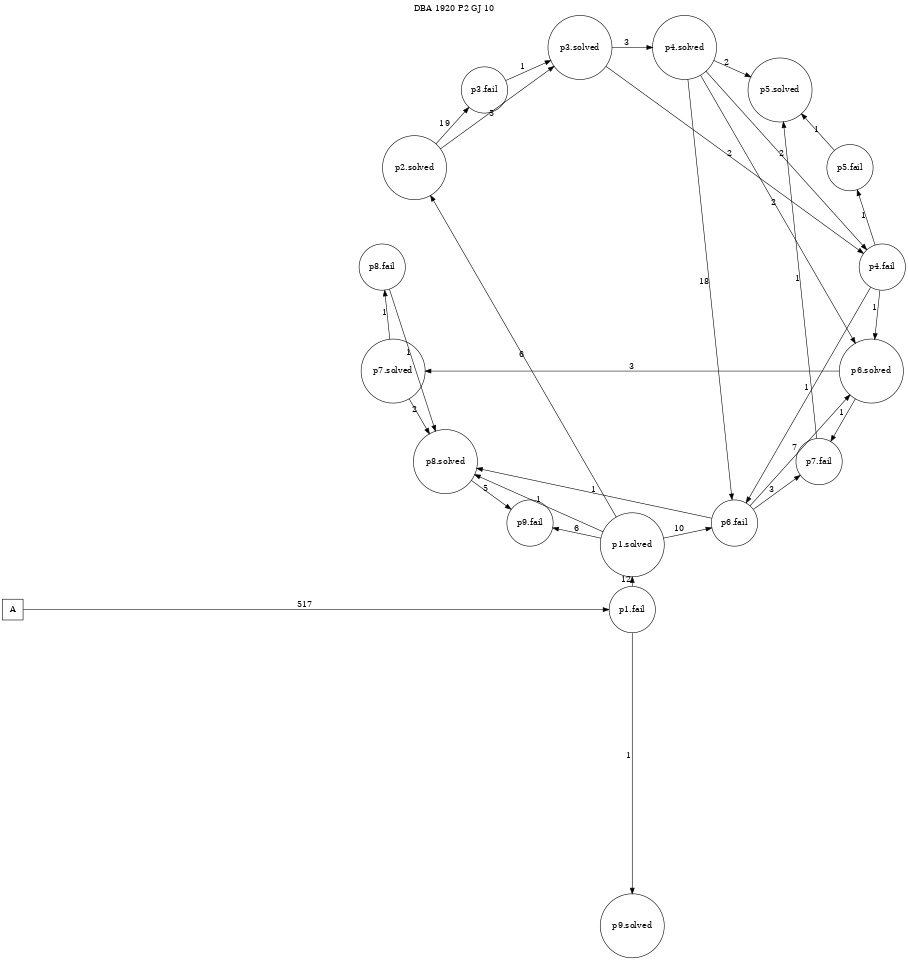 DBA 1920 P2 GJ 10
p3.solved
3
p4.solved
2
1
p5.solved
p3.fail
19
5
1
2
2
p2.solved
p5.fail
2
1
p8.fail
p4.fail
18
1
1
1
6
1
p7.solved
3
p6.solved
1
2
1
7
p8.solved
p7.fail
5
1
1
3
p9.fail
6
p1.solved
10
p6.fail
12
A
517
p1.fail
1
p9.solved